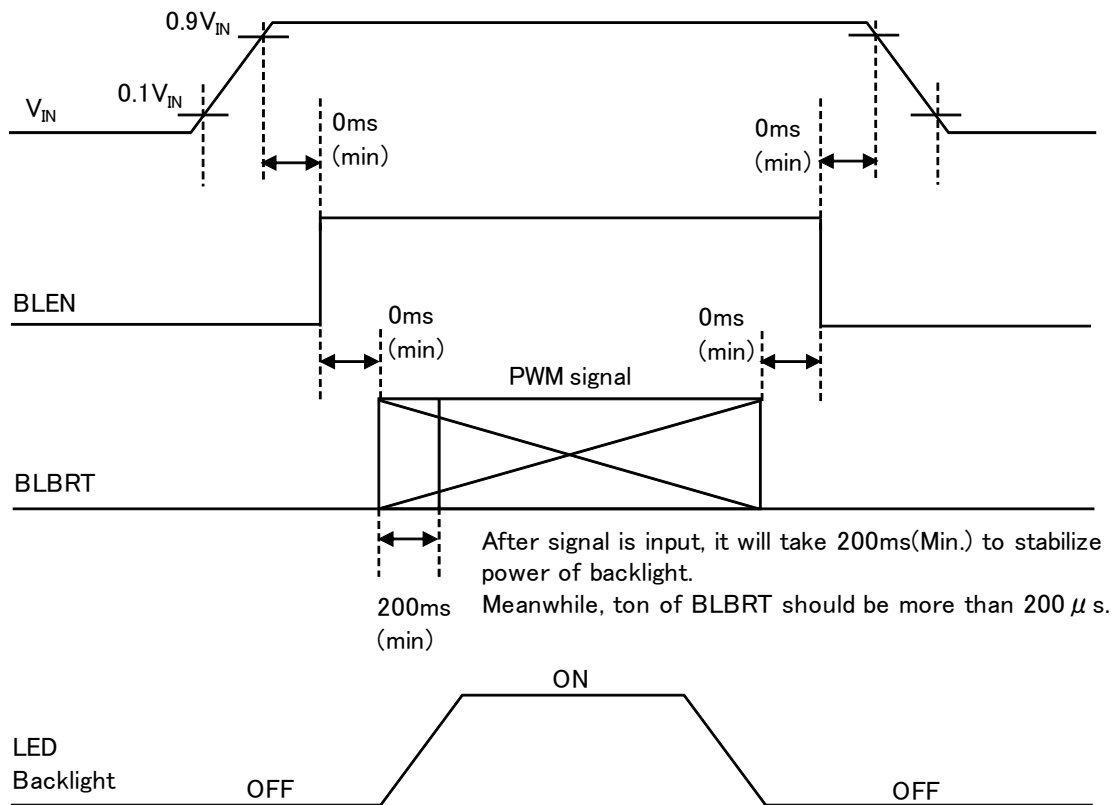 0.9VIN
0.1VIN
VIN
0ms
(min)
0ms
(min)
BLEN
0ms
(min)
0ms
(min)
PWM signal
BLBRT
After signal is input, it will take 200ms(Min.) to stabilize
power of backlight.
Meanwhile, ton of BLBRT should be more than 200μs.
200ms
(min)
ON
LED
Backlight
OFF
OFF